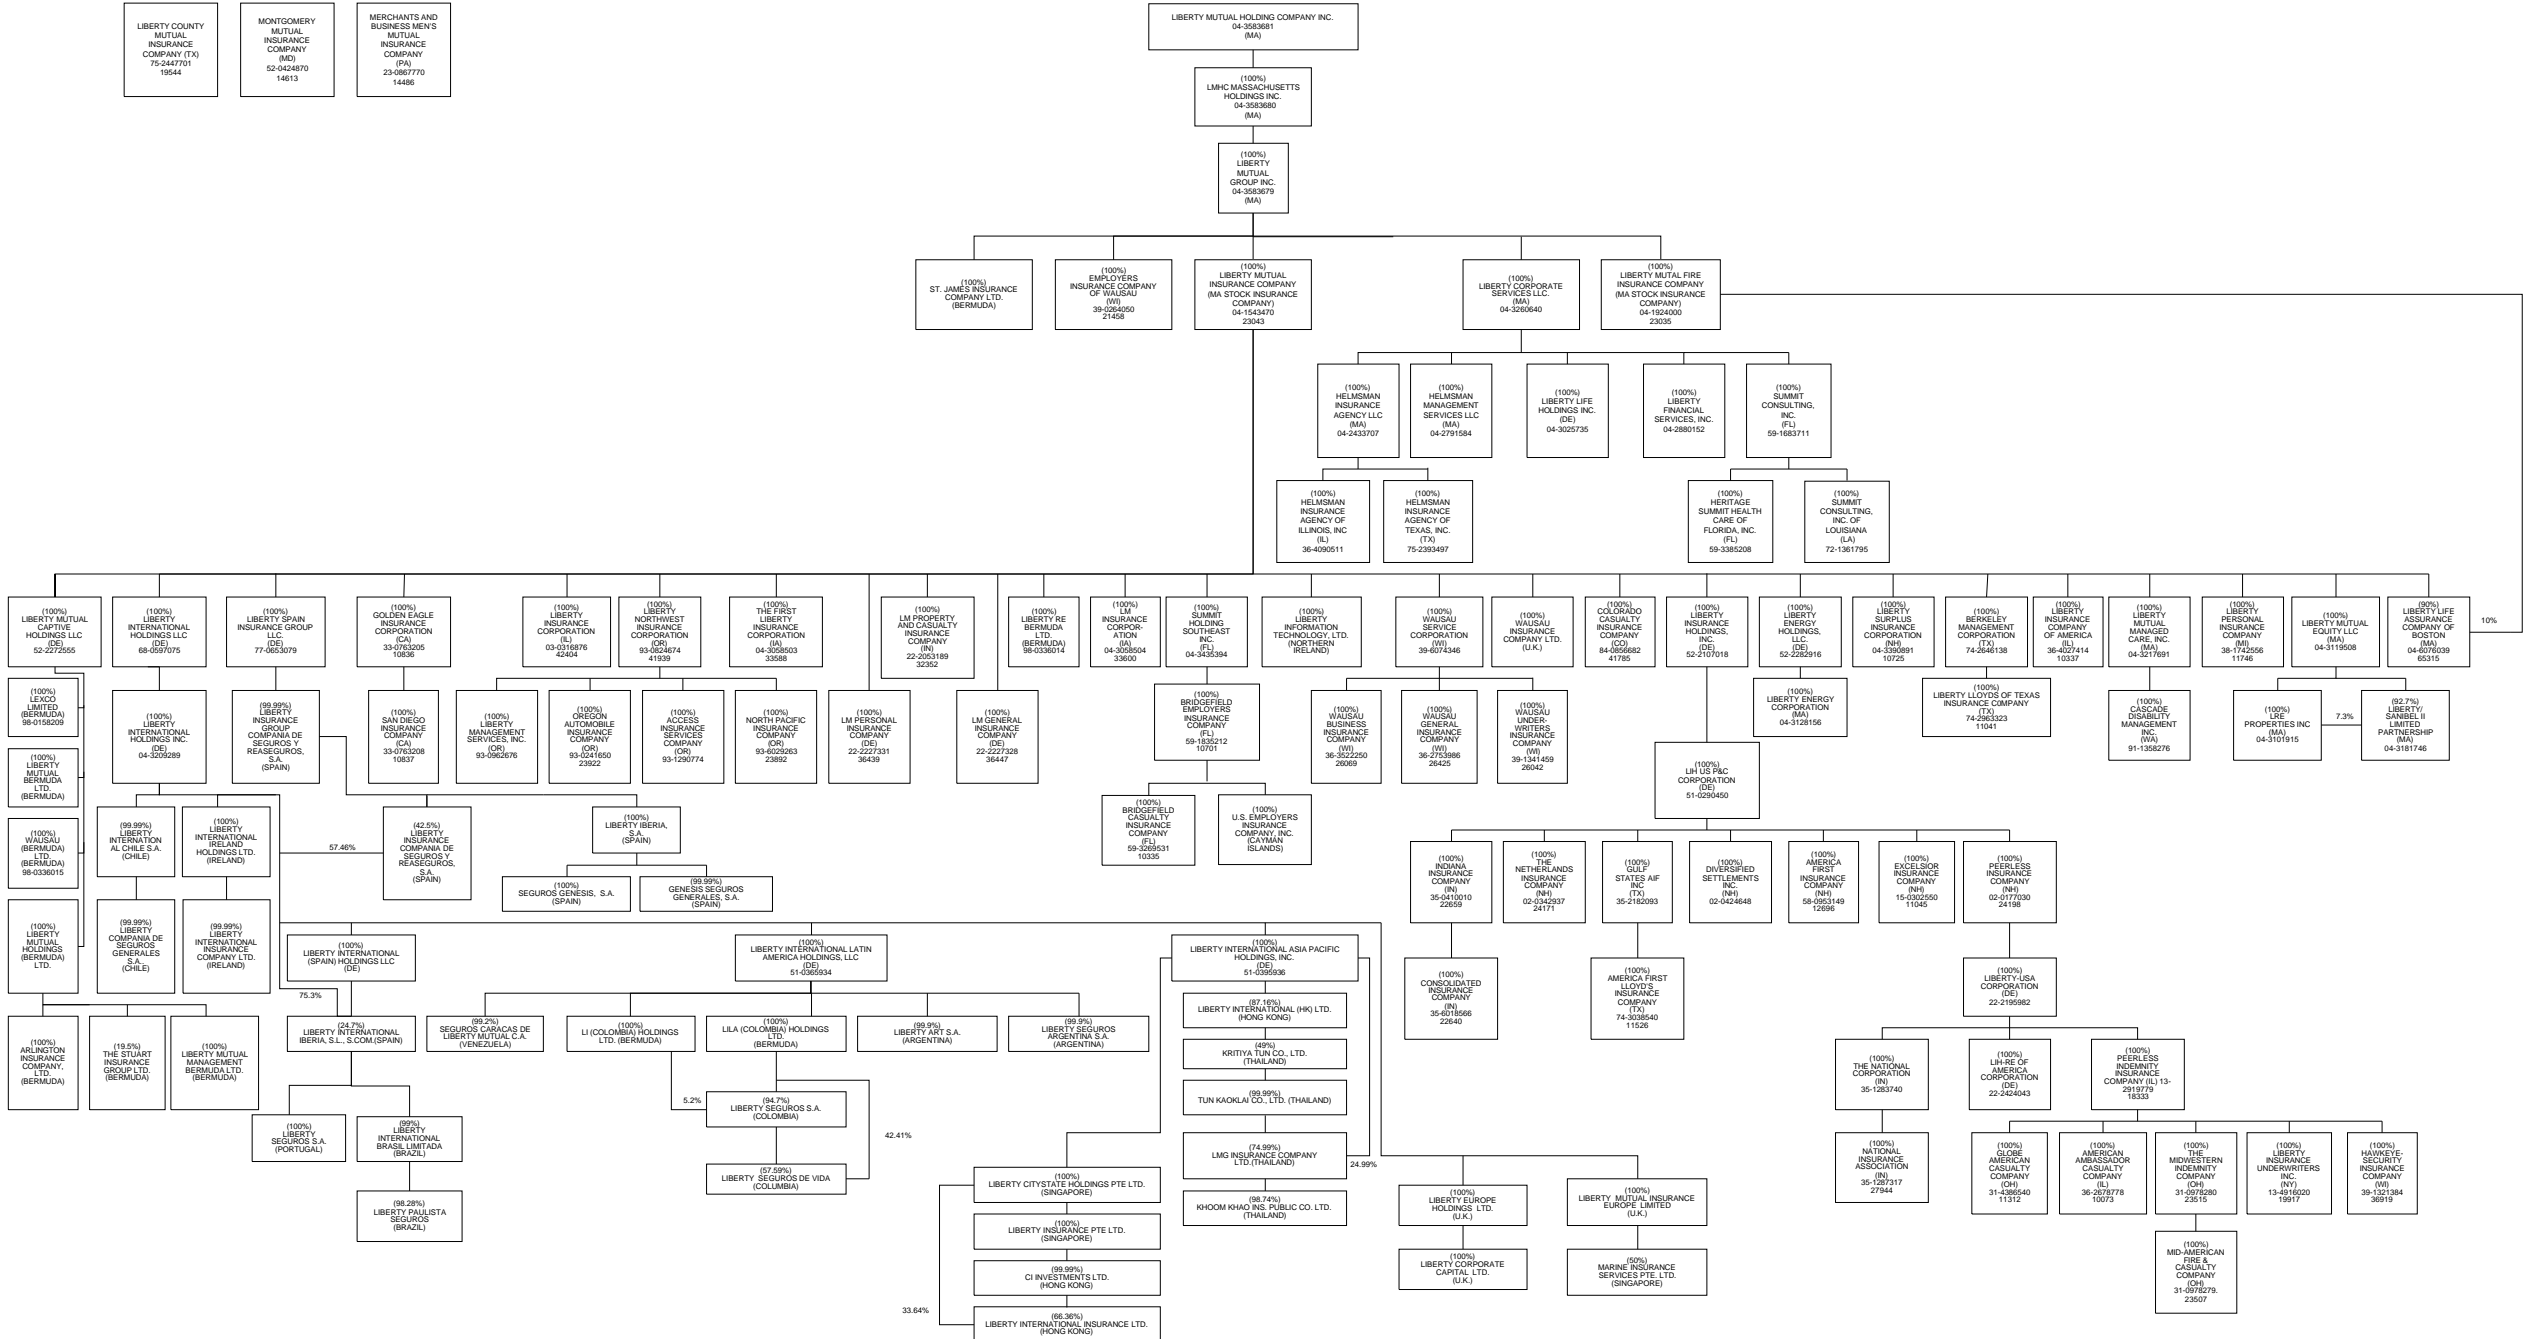 LIBERTY COUNTY
MUTUAL
INSURANCE
COMPANY (TX)
75-2447701
19544
MONTGOMERY
MUTUAL
INSURANCE
COMPANY
(MD)
52-0424870
14613
MERCHANTS AND
BUSINESS MEN'S
MUTUAL
INSURANCE
COMPANY
(PA)
23-0867770
14486
LIBERTY MUTUAL HOLDING COMPANY INC.
04-3583681
(MA)
(100%)
LMHC MASSACHUSETTS
HOLDINGS INC.
04-3583680
(MA)
(100%)
LIBERTY
MUTUAL
GROUP INC.
04-3583679
(MA)
(100%)
ST. JAMES INSURANCE
COMPANY LTD.
(BERMUDA)
(100%)
EMPLOYERS
INSURANCE COMPANY
OF WAUSAU
(WI)
39-0264050
21458
(100%)
LIBERTY MUTUAL
INSURANCE COMPANY
(MA STOCK INSURANCE
COMPANY)
04-1543470
23043
(100%)
LIBERTY CORPORATE
SERVICES LLC.
(MA)
04-3260640
(100%)
LIBERTY MUTAL FIRE
INSURANCE COMPANY
(MA STOCK INSURANCE
COMPANY)
04-1924000
23035
(100%)
HELMSMAN
INSURANCE
AGENCY LLC
(MA)
04-2433707
(100%)
HELMSMAN
MANAGEMENT
SERVICES LLC
(MA)
04-2791584
(100%)
LIBERTY LIFE
HOLDINGS INC.
(DE)
04-3025735
(100%)
LIBERTY
FINANCIAL
SERVICES, INC.
04-2880152
(100%)
SUMMIT
CONSULTING,
INC.
(FL)
59-1683711
(100%)
HELMSMAN
INSURANCE
AGENCY OF
ILLINOIS, INC
(IL)
36-4090511
(100%)
HELMSMAN
INSURANCE
AGENCY OF
TEXAS, INC.
(TX)
75-2393497
(100%)
HERITAGE
SUMMIT HEALTH
CARE OF
FLORIDA, INC.
(FL)
59-3385208
(100%)
SUMMIT
CONSULTING,
INC. OF
LOUISIANA
(LA)
72-1361795
(100%)
LIBERTY MUTUAL
CAPTIVE
HOLDINGS LLC
(DE)
52-2272555
(100%)
LIBERTY
INTERNATIONAL
HOLDINGS LLC
(DE)
68-0597075
(100%)
LIBERTY SPAIN
INSURANCE GROUP
LLC.
(DE)
77-0653079
(100%)
GOLDEN EAGLE
INSURANCE
CORPORATION
(CA)
33-0763205
10836
(100%)
LIBERTY
INSURANCE
CORPORATION
(IL)
03-0316876
42404
(100%)
LIBERTY
NORTHWEST
INSURANCE
CORPORATION
(OR)
93-0824674
41939
(100%)
THE FIRST
LIBERTY
INSURANCE
CORPORATION
(IA)
04-3058503
33588
(100%)
LM PROPERTY
AND CASUALTY
INSURANCE
COMPANY
(IN)
22-2053189
32352
(100%)
LIBERTY RE
BERMUDA
LTD.
(BERMUDA)
98-0336014
(100%)
LM
INSURANCE
CORPOR-
ATION
(IA)
04-3058504
33600
(100%)
SUMMIT
HOLDING
SOUTHEAST
INC.
(FL)
04-3435394
(100%)
LIBERTY
INFORMATION
TECHNOLOGY, LTD.
(NORTHERN
IRELAND)
(100%)
WAUSAU
SERVICE
CORPORATION
(WI)
39-6074346
(100%)
WAUSAU
INSURANCE
COMPANY LTD.
(U.K.)
(100%)
COLORADO
CASUALTY
INSURANCE
COMPANY
(CO)
84-0856682
41785
(100%)
LIBERTY
INSURANCE
HOLDINGS,
INC.
(DE)
52-2107018
(100%)
LIBERTY
ENERGY
HOLDINGS,
LLC.
(DE)
52-2282916
(100%)
LIBERTY
SURPLUS
INSURANCE
CORPORATION
(NH)
04-3390891
10725
(100%)
BERKELEY
MANAGEMENT
CORPORATION
(TX)
74-2646138
(100%)
LIBERTY
INSURANCE
COMPANY
OF AMERICA
(IL)
36-4027414
10337
(100%)
LIBERTY
MUTUAL
MANAGED
CARE, INC.
(MA)
04-3217691
(100%)
LIBERTY
PERSONAL
INSURANCE
COMPANY
(MI)
38-1742556
11746
(100%)
LIBERTY MUTUAL
EQUITY LLC
(MA)
04-3119508
(90%)
LIBERTY LIFE
ASSURANCE
COMPANY OF
BOSTON
(MA)
04-6076039
65315
10%
(100%)
LEXCO
LIMITED
(BERMUDA)
98-0158209
(100%)
LIBERTY
INTERNATIONAL
HOLDINGS INC.
(DE)
04-3209289
(99.99%)
LIBERTY
INSURANCE
GROUP
COMPANIA DE
SEGUROS Y
REASEGUROS,
S.A.
(SPAIN)
(100%)
SAN DIEGO
INSURANCE
COMPANY
(CA)
33-0763208
10837
(100%)
LIBERTY
MANAGEMENT
SERVICES, INC.
(OR)
93-0962676
(100%)
OREGON
AUTOMOBILE
INSURANCE
COMPANY
(OR)
93-0241650
23922
(100%)
ACCESS
INSURANCE
SERVICES
COMPANY
(OR)
93-1290774
(100%)
NORTH PACIFIC
INSURANCE
COMPANY
(OR)
93-6029263
23892
(100%)
LM PERSONAL
INSURANCE
COMPANY
(DE)
22-2227331
36439
(100%)
LM GENERAL
INSURANCE
COMPANY
(DE)
22-2227328
36447
(100%)
BRIDGEFIELD
EMPLOYERS
INSURANCE
COMPANY
(FL)
59-1835212
10701
(100%)
WAUSAU
BUSINESS
INSURANCE
COMPANY
(WI)
36-3522250
26069
(100%)
WAUSAU
GENERAL
INSURANCE
COMPANY
(WI)
36-2753986
26425
(100%)
WAUSAU
UNDER-
WRITERS
INSURANCE
COMPANY
(WI)
39-1341459
26042
(100%)
LIBERTY ENERGY
CORPORATION
(MA)
04-3128156
(100%)
LIBERTY LLOYDS OF TEXAS
INSURANCE COMPANY
(TX)
74-2963323
11041
(100%)
CASCADE
DISABILITY
MANAGEMENT
INC.
(WA)
91-1358276
(100%)
LRE
PROPERTIES INC
(MA)
04-3101915
7.3%
(92.7%)
LIBERTY/
SANIBEL II
LIMITED
PARTNERSHIP
(MA)
04-3181746
(100%)
LIBERTY
MUTUAL
BERMUDA
LTD.
(BERMUDA)
(100%)
LIH US P&C
CORPORATION
(DE)
51-0290450
(100%)
WAUSAU
(BERMUDA)
LTD.
(BERMUDA)
98-0336015
(99.99%)
LIBERTY
INTERNATION
AL CHILE S.A.
(CHILE)
(100%)
LIBERTY
INTERNATIONAL
IRELAND
HOLDINGS LTD.
(IRELAND)
57.46%
(42.5%)
LIBERTY
INSURANCE
COMPANIA DE
SEGUROS Y
REASEGUROS,
S.A.
(SPAIN)
(100%)
LIBERTY IBERIA,
S.A.
(SPAIN)
(100%)
BRIDGEFIELD
CASUALTY
INSURANCE
COMPANY
(FL)
59-3269531
10335
(100%)
U.S. EMPLOYERS
INSURANCE
COMPANY, INC.
(CAYMAN
ISLANDS)
(100%)
SEGUROS GENESIS, S.A.
(SPAIN)
(99.99%)
GENESIS SEGUROS
GENERALES, S.A.
(SPAIN)
(100%)
INDIANA
INSURANCE
COMPANY
(IN)
35-0410010
22659
(100%)
THE
NETHERLANDS
INSURANCE
COMPANY
(NH)
02-0342937
24171
(100%)
GULF
STATES AIF
INC
(TX)
35-2182093
(100%)
DIVERSIFIED
SETTLEMENTS
INC.
(NH)
02-0424648
(100%)
AMERICA
FIRST
INSURANCE
COMPANY
(NH)
58-0953149
12696
(100%)
EXCELSIOR
INSURANCE
COMPANY
(NH)
15-0302550
11045
(100%)
PEERLESS
INSURANCE
COMPANY
(NH)
02-0177030
24198
(100%)
LIBERTY
MUTUAL
HOLDINGS
(BERMUDA)
LTD.
(99.99%)
LIBERTY
COMPANIA DE
SEGUROS
GENERALES
S.A..
(CHILE)
(99.99%)
LIBERTY
INTERNATIONAL
INSURANCE
COMPANY LTD.
(IRELAND)
(100%)
LIBERTY INTERNATIONAL
(SPAIN) HOLDINGS LLC
(DE)
(100%)
LIBERTY INTERNATIONAL LATIN
AMERICA HOLDINGS, LLC
(DE)
51-0365934
(100%)
LIBERTY INTERNATIONAL ASIA PACIFIC
HOLDINGS, INC.
(DE)
51-0395936
(100%)
CONSOLIDATED
INSURANCE
COMPANY
(IN)
35-6018566
22640
(100%)
AMERICA FIRST
LLOYD'S
INSURANCE
COMPANY
(TX)
74-3038540
11526
(100%)
LIBERTY-USA
CORPORATION
(DE)
22-2195982
75.3%
(100%)
ARLINGTON
INSURANCE
COMPANY,
LTD.
(BERMUDA)
(19.5%)
THE STUART
INSURANCE
GROUP LTD.
(BERMUDA)
(100%)
LIBERTY MUTUAL
MANAGEMENT
BERMUDA LTD.
(BERMUDA)
(24.7%)
LIBERTY INTERNATIONAL
IBERIA, S.L., S.COM.(SPAIN)
(99.2%)
SEGUROS CARACAS DE
LIBERTY MUTUAL C.A.
(VENEZUELA)
(100%)
LI (COLOMBIA) HOLDINGS
LTD. (BERMUDA)
(100%)
LILA (COLOMBIA) HOLDINGS
LTD.
(BERMUDA)
(99.9%)
LIBERTY ART S.A.
(ARGENTINA)
(99.9%)
LIBERTY SEGUROS
ARGENTINA S.A.
(ARGENTINA)
(87.16%)
LIBERTY INTERNATIONAL (HK) LTD.
(HONG KONG)
(49%)
KRITIYA TUN CO., LTD.
(THAILAND)
(99.99%)
TUN KAOKLAI CO., LTD. (THAILAND)
(74.99%)
LMG INSURANCE COMPANY
LTD.(THAILAND)
24.99%
(98.74%)
KHOOM KHAO INS. PUBLIC CO. LTD.
(THAILAND)
(100%)
LIBERTY
SEGUROS S.A.
(PORTUGAL)
(99%)
LIBERTY
INTERNATIONAL
BRASIL LIMITADA
(BRAZIL)
(98.28%)
LIBERTY PAULISTA
SEGUROS
(BRAZIL)
5.2%
(94.7%)
LIBERTY SEGUROS S.A.
(COLOMBIA)
42.41%
(57.59%)
LIBERTY SEGUROS DE VIDA
(COLUMBIA)
(100%)
LIBERTY CITYSTATE HOLDINGS PTE LTD.
(SINGAPORE)
(100%)
LIBERTY INSURANCE PTE LTD.
(SINGAPORE)
(99.99%)
CI INVESTMENTS LTD.
(HONG KONG)
33.64%
(66.36%)
LIBERTY INTERNATIONAL INSURANCE LTD.
(HONG KONG)
(100%)
LIBERTY EUROPE
HOLDINGS LTD.
(U.K.)
(100%)
LIBERTY CORPORATE
CAPITAL LTD.
(U.K.)
(100%)
LIBERTY MUTUAL INSURANCE
EUROPE LIMITED
(U.K.)
(50%)
MARINE INSURANCE
SERVICES PTE. LTD.
(SINGAPORE)
(100%)
THE NATIONAL
CORPORATION
(IN)
35-1283740
(100%)
LIH-RE OF
AMERICA
CORPORATION
(DE)
22-2424043
(100%)
PEERLESS
INDEMNITY
INSURANCE
COMPANY (IL) 13-
2919779
18333
(100%)
NATIONAL
INSURANCE
ASSOCIATION
(IN)
35-1287317
27944
(100%)
GLOBE
AMERICAN
CASUALTY
COMPANY
(OH)
31-4386540
11312
(100%)
AMERICAN
AMBASSADOR
CASUALTY
COMPANY
(IL)
36-2678778
10073
(100%)
THE
MIDWESTERN
INDEMNITY
COMPANY
(OH)
31-0978280
23515
(100%)
LIBERTY
INSURANCE
UNDERWRITERS
INC.
(NY)
13-4916020
19917
(100%)
HAWKEYE-
SECURITY
INSURANCE
COMPANY
(WI)
39-1321384
36919
(100%)
MID-AMERICAN
FIRE &
CASUALTY
COMPANY
(OH)
31-0978279.
23507